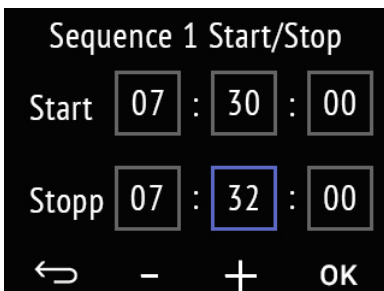 Sequence 1 Start/Stop
Start 07 : 30 : 00
Stopp 07 : 32 : 00
- + OK